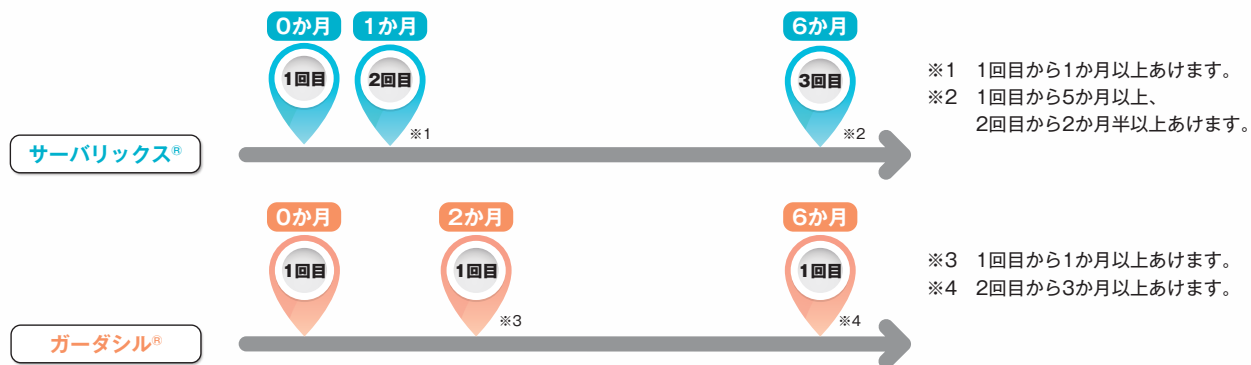 0か月 1か月 6か月
1回目 2回目 3回目
※1 ※2
サーバリックス®
※1 1回目から1か月以上あけます。
※2 1回目から5か月以上、
2回目から2か月半以上あけます。
0か月 2か月 6か月
1回目 1回目 1回目
※3 ※4
ガーダシル®
※3 1回目から1か月以上あけます。
※4 2回目から3か月以上あけます。